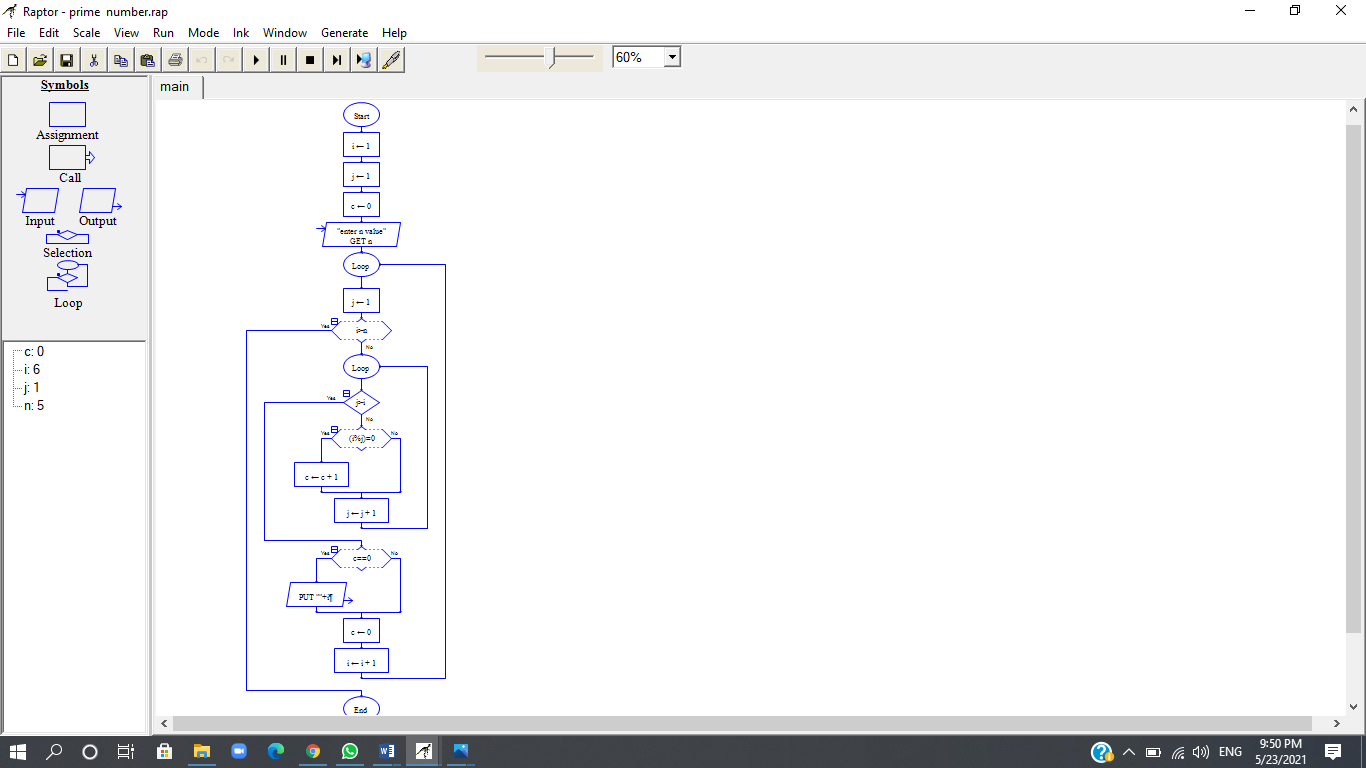 Raptor - prime number.rap
File Edit Scale View Run Mode Ink Window Generate Help
60%
Symbols
Assignment
Call
Input Output
Selection
Loop
c: 0
i: 6
j: 1
n: 5
main
Start
i ← 1
j ← 1
c ← 0
"enter n value"
GET n
Loop
j ← 1
Yes
i>n
No
Loop
Yes
j>i
No
Yes (i%j)=0 No
c ← c + 1
j ← j + 1
Yes c==0 No
PUT ""+i¶
c ← 0
i ← i + 1
End
ENG
9:50 PM
5/23/2021